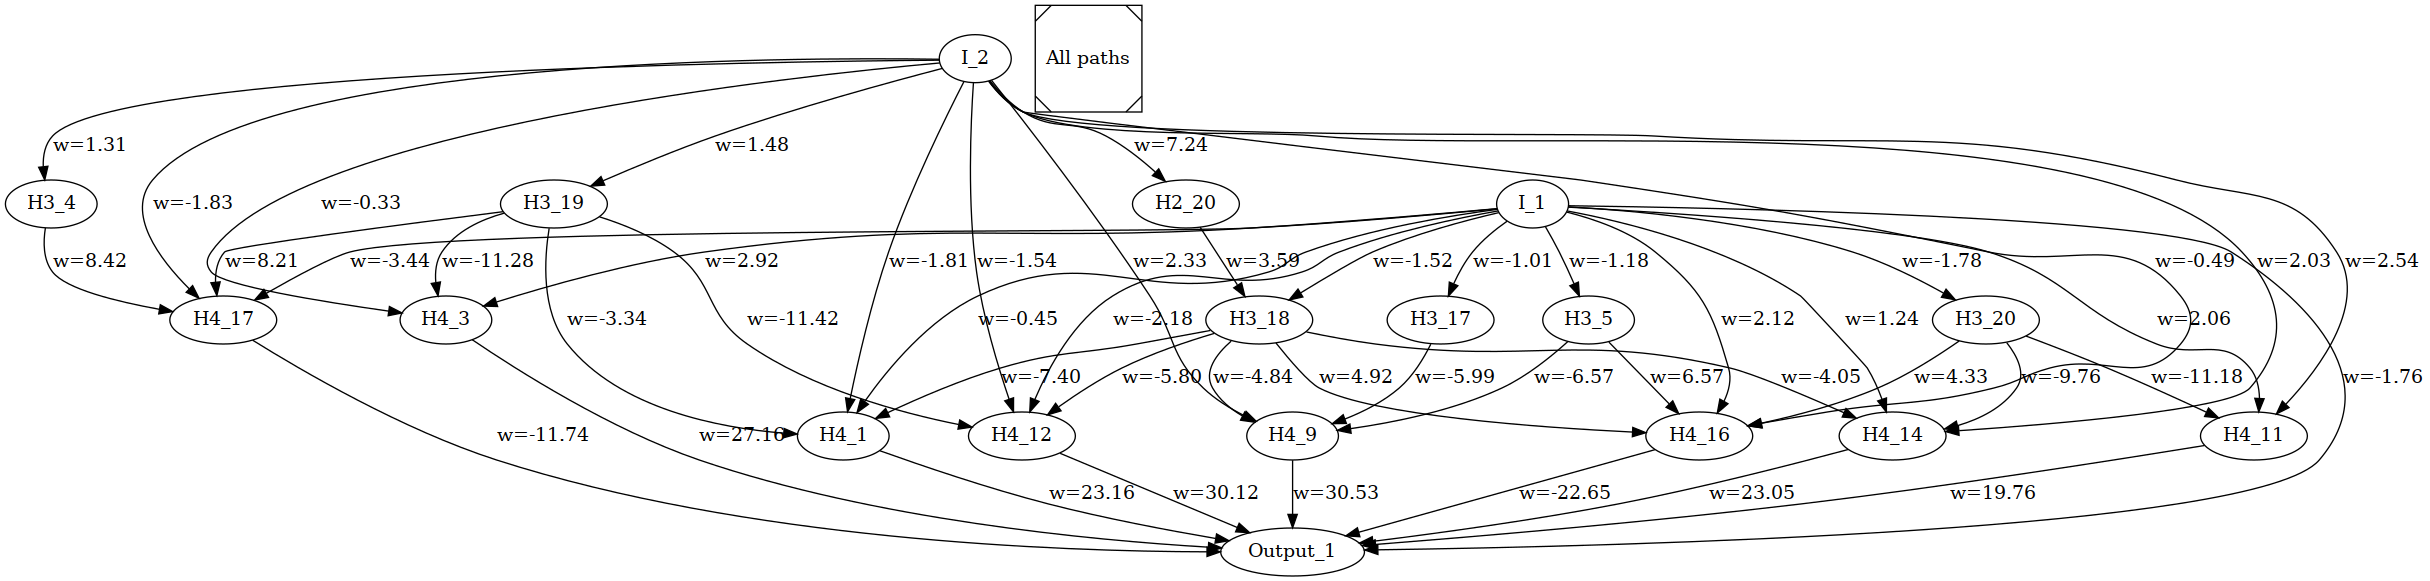 All paths
I_2
w=1.31
w=1.48
w=7.24
H3_4
w=-1.83
w=-0.33
H3_19
H2_20
I_1
w=8.42
w=8.21
w=-3.44
w=-11.28
w=2.92
w=-1.81
w=-1.54
w=2.33
w=3.59
w=-1.52
w=-1.01
w=-1.18
w=-1.78
w=-0.49
w=2.03
w=2.54
H4_17
H4_3
w=-3.34
w=-11.42
w=-0.45
w=-2.18
H3_18
H3_17
H3_5
w=2.12
w=1.24
H3_20
w=2.06
w=-7.40
w=-5.80
w=-4.84
w=4.92
w=-5.99
w=-6.57
w=6.57
w=-4.05
w=4.33
w=-9.76
w=-11.18
w=-1.76
w=-11.74
w=27.16
H4_1
H4_12
H4_9
H4_16
H4_14
H4_11
w=23.16
w=30.12
w=30.53
w=-22.65
w=23.05
w=19.76
Output_1